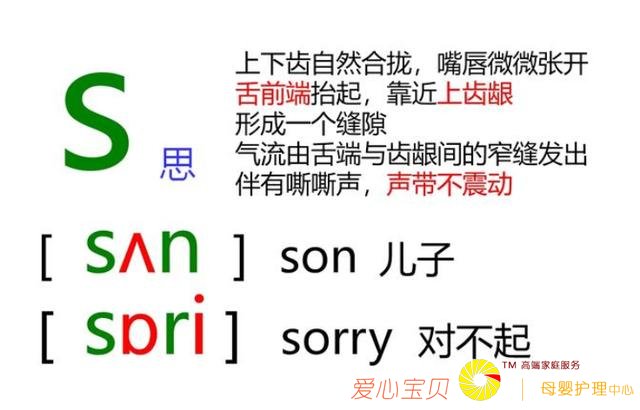 s
思
上下齿自然合拢，嘴唇微微张开
舌前端抬起，靠近上齿龈
形成一个缝隙
气流由舌端与齿龈间的窄缝发出
伴有嘶嘶声，声带不震动
[ sʌn ] son 儿子
[ sɒri ] sorry 对不起
TM 高端家庭服务
爱心宝贝 | 母婴护理中心